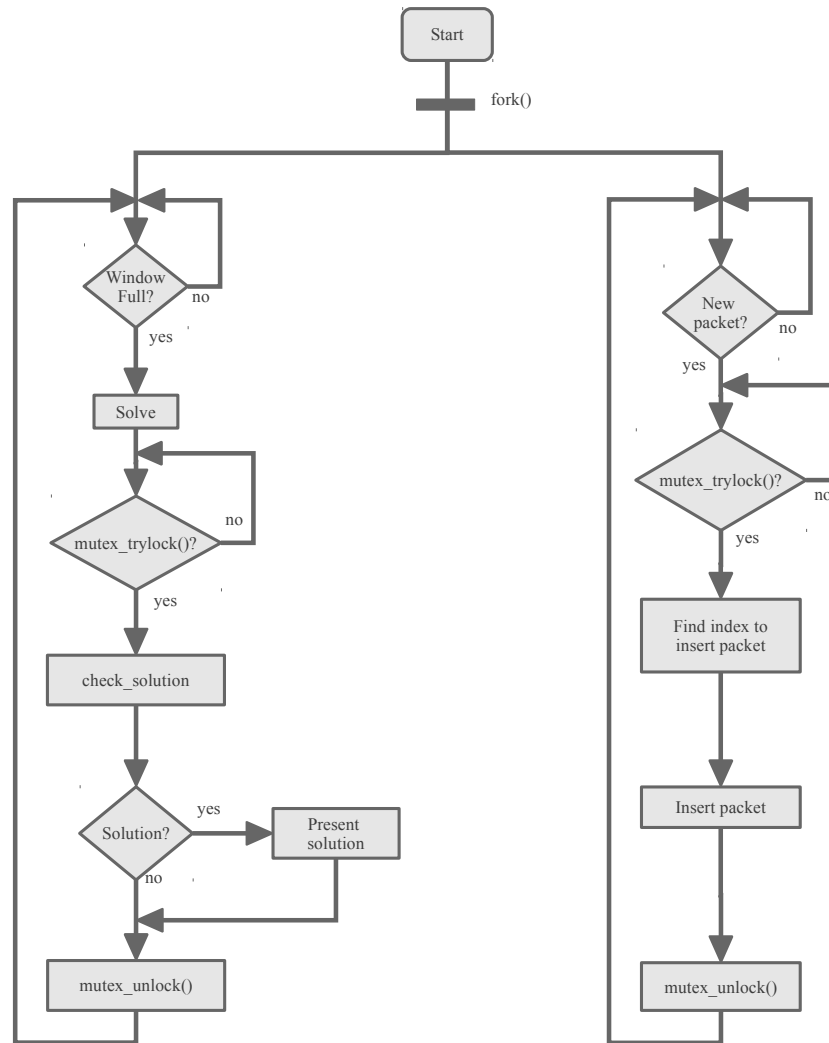 Start
fork()
Window
Full?
no
yes
Solve
mutex_trylock()?
no
yes
check_solution
Solution?
yes
Present
solution
no
mutex_unlock()
New
packet?
no
yes
mutex_trylock()?
no
yes
Find index to
insert packet
Insert packet
mutex_unlock()